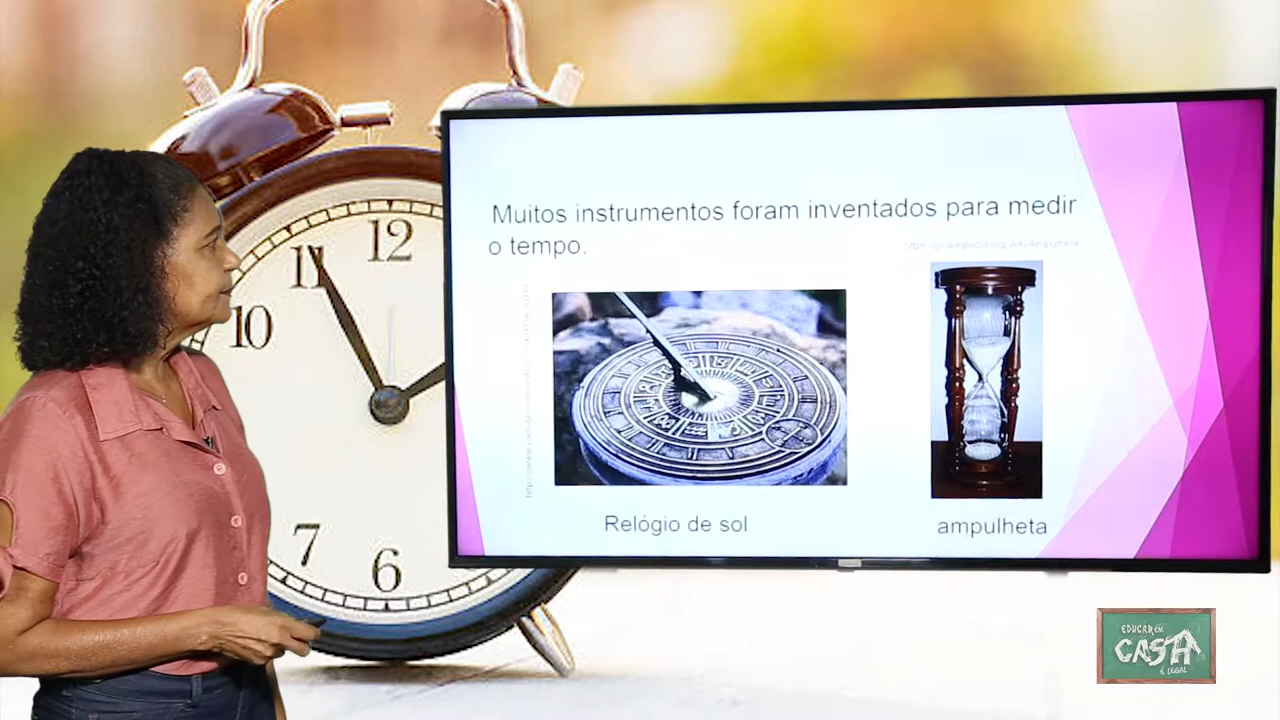 12
11
10
7
6
Muitos instrumentos foram inventados para medir
o tempo.
Relógio de sol
ampulheta
EDUCAR EM
CASA
É LEGAL